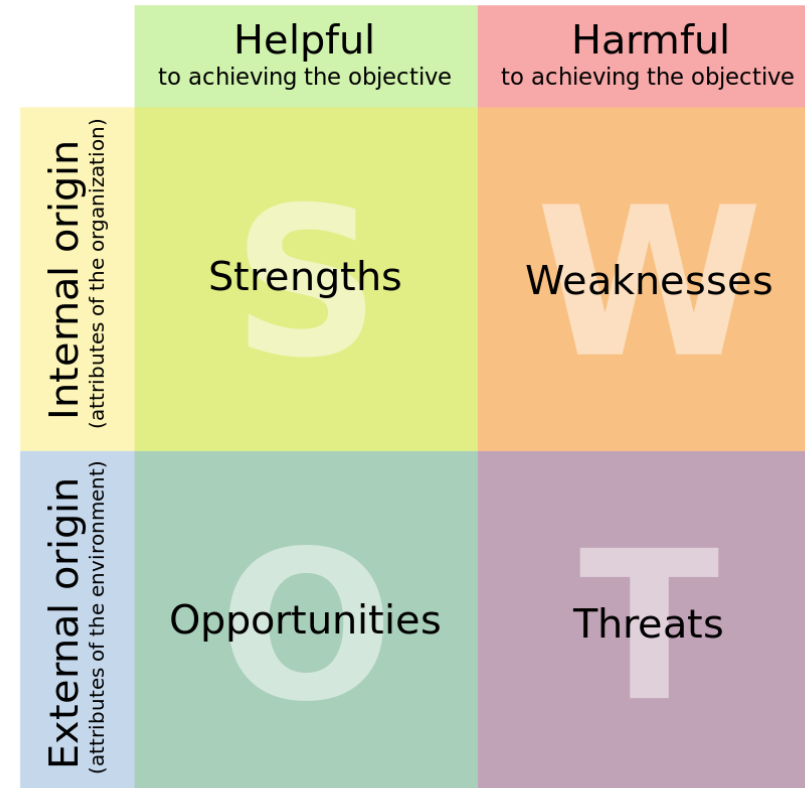 Helpful
to achieving the objective
Harmful
to achieving the objective
Internal origin
(attributes of the organization)
S
Strengths
W
Weaknesses
External origin
(attributes of the environment)
O
Opportunities
T
Threats